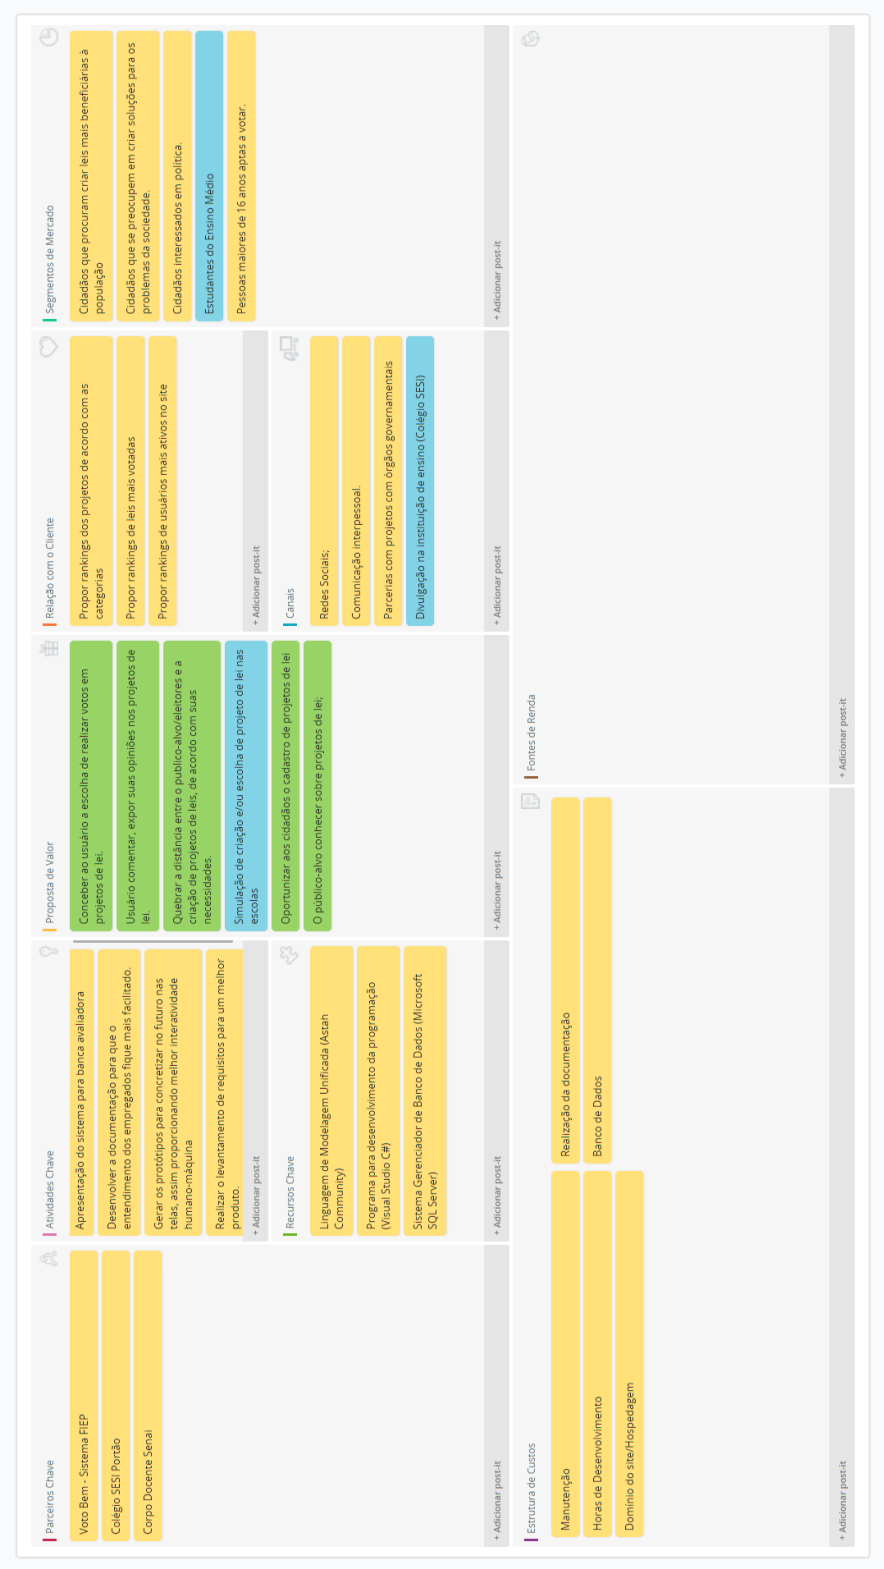 Parceiros Chave
Voto Bem - Sistema FIEP
Colégio SESI Portão
Corpo Docente Senai
+ Adicionar post-it
Atividades Chave
Apresentação do sistema para banca avaliadora
Desenvolver a documentação para que o
entendimento dos empregados fique mais facilitado.
Gerar os protótipos para concretizar no futuro nas
telas, assim proporcionando melhor interatividade
humano-máquina
Realizar o levantamento de requisitos para um melhor
produto.
+ Adicionar post-it
Recursos Chave
Linguagem de Modelagem Unificada (Astah
Community)
Programa para desenvolvimento da programação
(Visual Studio C#)
Sistema Gerenciador de Banco de Dados (Microsoft
SQL Server)
+ Adicionar post-it
Proposta de Valor
Conceber ao usuário a escolha de realizar votos em
projetos de lei.
Usuário comentar, expor suas opiniões nos projetos de
lei.
Quebrar a distância entre o publico-alvo/eleitores e a
criação de projetos de leis, de acordo com suas
necessidades.
Simulação de criação e/ou escolha de projeto de lei nas
escolas
Oportunizar aos cidadãos o cadastro de projetos de lei
O público-alvo conhecer sobre projetos de lei;
+ Adicionar post-it
Relação com o Cliente
Propor rankings dos projetos de acordo com as
categorias
Propor rankings de leis mais votadas
Propor rankings de usuários mais ativos no site
+ Adicionar post-it
Canais
Redes Sociais;
Comunicação interpessoal.
Parcerias com projetos com órgãos governamentais
Divulgação na instituição de ensino (Colégio SESI)
+ Adicionar post-it
Segmentos de Mercado
Cidadãos que procuram criar leis mais beneficiárias à
população
Cidadãos que se preocupem em criar soluções para os
problemas da sociedade.
Cidadãos interessados em política.
Estudantes do Ensino Médio
Pessoas maiores de 16 anos aptas a votar.
+ Adicionar post-it
Estrutura de Custos
Manutenção
Realização da documentação
Horas de Desenvolvimento
Banco de Dados
Domínio do site/Hospedagem
+ Adicionar post-it
Fontes de Renda
+ Adicionar post-it